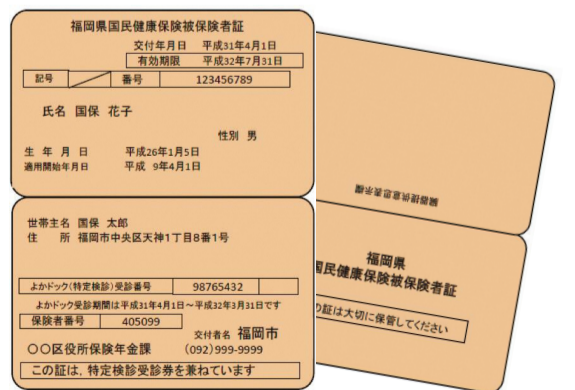 福岡県国民健康保険被保険者証
交付年月日 平成31年4月1日
有効期限 平成32年7月31日
記号 番号 123456789
氏名 国保 花子
性別 男
生年月日 平成26年1月5日
適用開始年月日 平成 9年4月1日
世帯主名 国保 太郎
住 所 福岡市中央区天神1丁目8番1号
よかドック(特定検診)受診番号 98765432
よかドック受診期間は平成31年4月1日~平成32年3月31日です
保険者番号 405099
交付者名 福岡市
〇〇区役所保険年金課 (092)999-9999
この証は,特定検診受診券を兼ねています
臓器提供意思表示欄
福岡県
国民健康保険被保険者証
の証は大切に保管してください